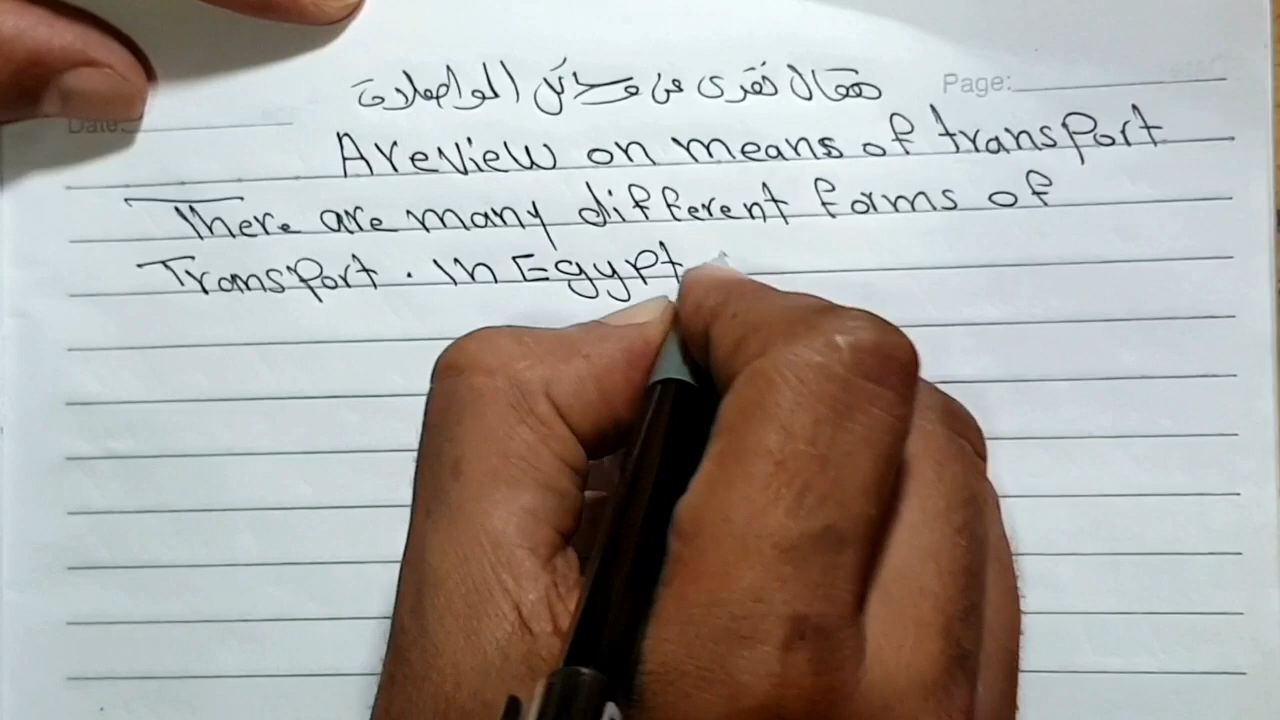 مقال نقدى عن وسائل المواصلات
Page:
Date:
A review on means of transport
There are many different forms of
Transport. In Egypt